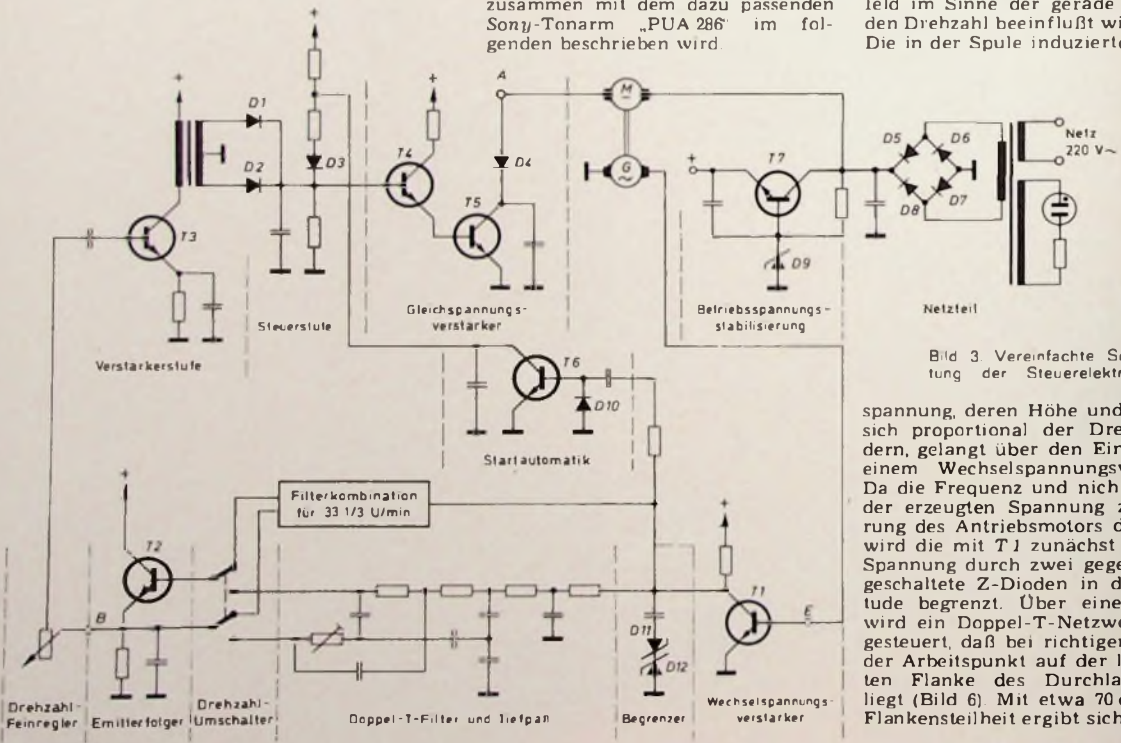 zusammen mit dem dazu passenden
Sony-Tonarm „PUA 286" im fol-
genden beschrieben wird.
feld im Sinne der gerade
den Drehzahl beeinflußt wi
Die in der Spule induzierte
+
+
+
A
D1
D2
D3
T4
T5
D4
T3
M
G
~
+
T7
D9
D5
D6
D8
D7
Netz
220 V~
Verstärkerstufe
Steuerstufe
Gleichspannungs-
verstärker
Betriebsspannungs-
stabilisierung
Netzteil
T6
D10
Startautomatik
Bild 3. Vereinfachte Sc
tung der Steuerelektr
spannung, deren Höhe und
sich proportional der Dre
dern, gelangt über den Ein
einem Wechselspannungsv
Da die Frequenz und nich
der erzeugten Spannung z
rung des Antriebsmotors d
wird die mit T1 zunächst
Spannung durch zwei gege
geschaltete Z-Dioden in d
tude begrenzt. Über eine
wird ein Doppel-T-Netzwe
gesteuert, daß bei richtiger
der Arbeitspunkt auf der l
ten Flanke des Durchla
liegt (Bild 6). Mit etwa 70 d
Flankensteilheit ergibt sich
+
Filterkombination
für 33 1/3 U/min
T2
B
+
T1
E
D11
D12
Drehzahl-
Feinregler
Emitterfolger
Drehzahl-
Umschalter
Doppel-T-Filter und Tiefpaß
Begrenzer
Wechselspannungs-
verstärker